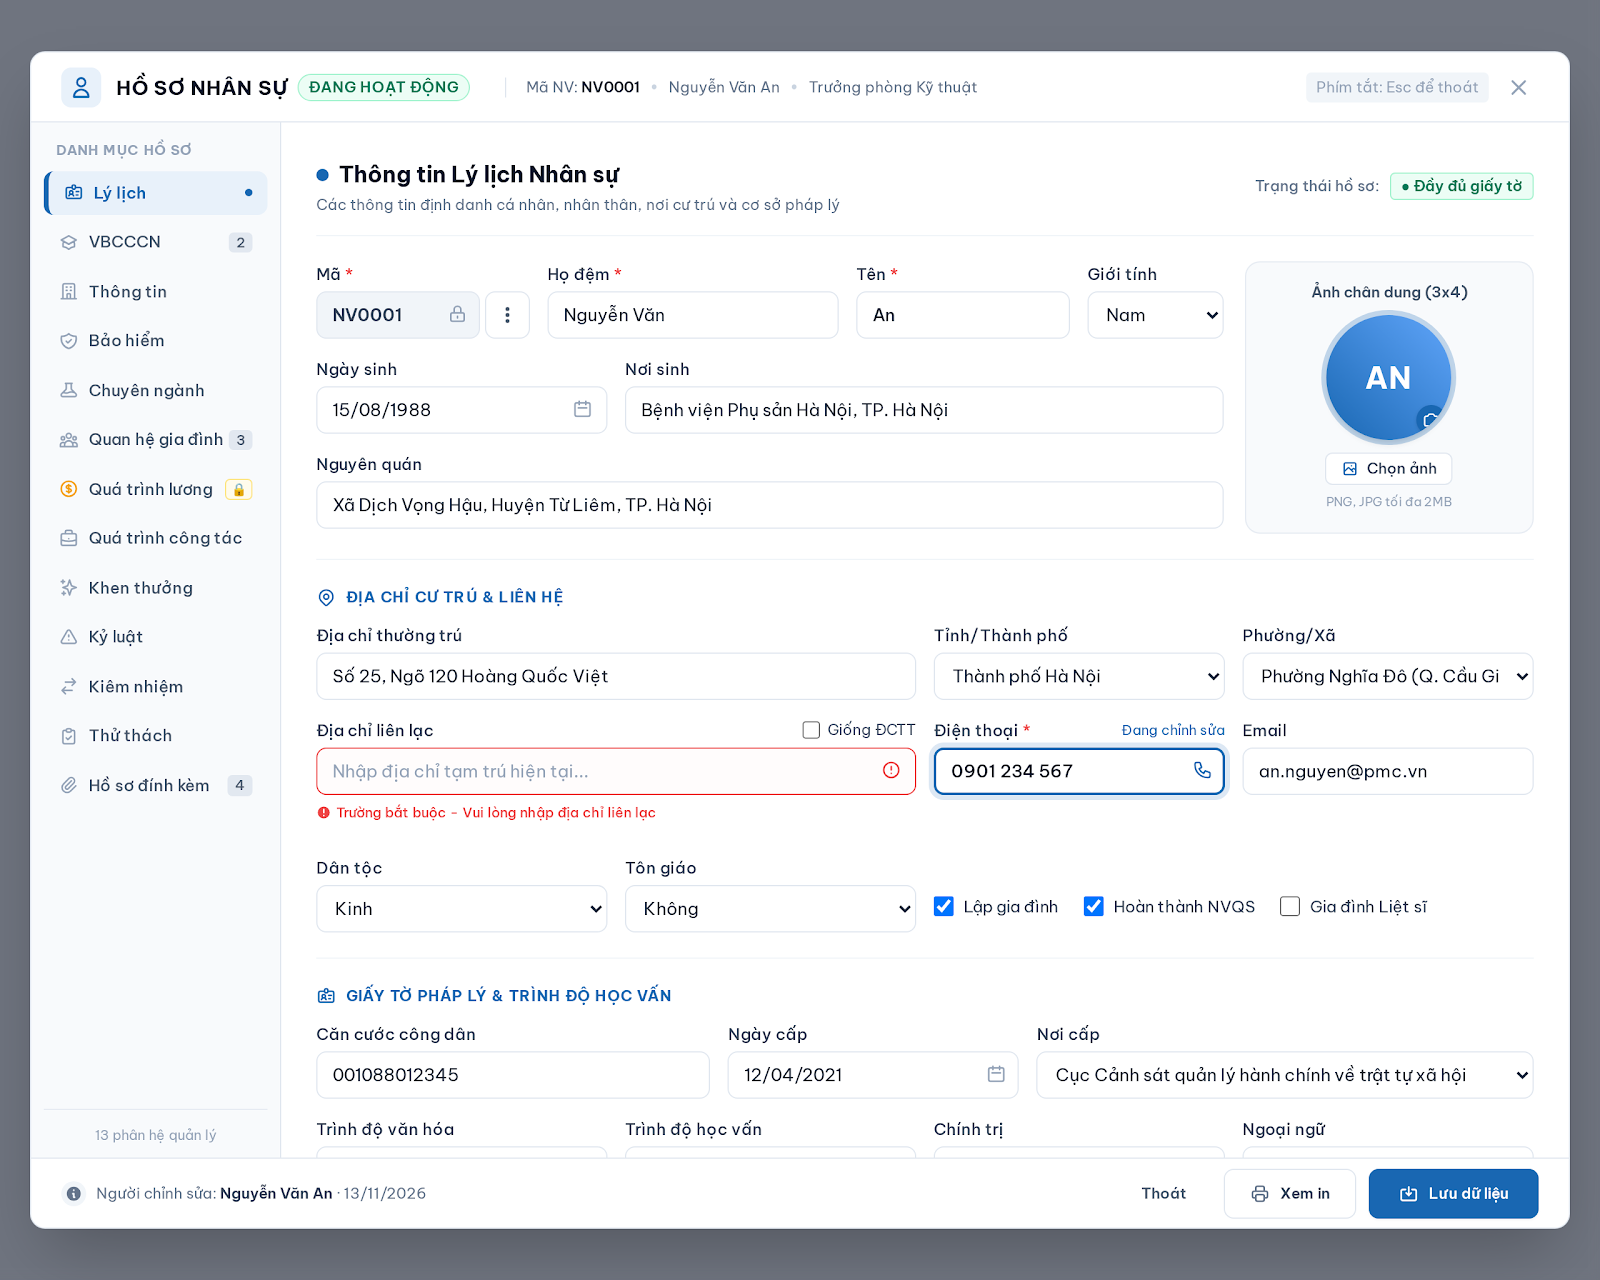 HỒ SƠ NHÂN SỰ
ĐANG HOẠT ĐỘNG
Mã NV: NV0001 • Nguyễn Văn An • Trưởng phòng Kỹ thuật
Phím tắt: Esc để thoát
DANH MỤC HỒ SƠ
Lý lịch
VBCCCN 2
Thông tin
Bảo hiểm
Chuyên ngành
Quan hệ gia đình 3
Quá trình lương
Quá trình công tác
Khen thưởng
Kỷ luật
Kiêm nhiệm
Thử thách
Hồ sơ đính kèm 4
13 phân hệ quản lý
Thông tin Lý lịch Nhân sự
Các thông tin định danh cá nhân, nhân thân, nơi cư trú và cơ sở pháp lý
Trạng thái hồ sơ: • Đầy đủ giấy tờ
Mã * Họ đệm * Tên * Giới tính
NV0001 Nguyễn Văn An Nam
Ngày sinh Nơi sinh
15/08/1988 Bệnh viện Phụ sản Hà Nội, TP. Hà Nội
Nguyên quán
Xã Dịch Vọng Hậu, Huyện Từ Liêm, TP. Hà Nội
Ảnh chân dung (3x4)
AN
Chọn ảnh
PNG, JPG tối đa 2MB
ĐỊA CHỈ CƯ TRÚ & LIÊN HỆ
Địa chỉ thường trú Tỉnh/Thành phố Phường/Xã
Số 25, Ngõ 120 Hoàng Quốc Việt Thành phố Hà Nội Phường Nghĩa Đô (Q. Cầu Gi
Địa chỉ liên lạc Giống ĐCTT Điện thoại * Đang chỉnh sửa Email
Nhập địa chỉ tạm trú hiện tại... 0901 234 567 an.nguyen@pmc.vn
Trường bắt buộc - Vui lòng nhập địa chỉ liên lạc
Dân tộc Tôn giáo
Kinh Không Lập gia đình Hoàn thành NVQS Gia đình Liệt sĩ
GIẤY TỜ PHÁP LÝ & TRÌNH ĐỘ HỌC VẤN
Căn cước công dân Ngày cấp Nơi cấp
001088012345 12/04/2021 Cục Cảnh sát quản lý hành chính về trật tự xã hội
Trình độ văn hóa Trình độ học vấn Chính trị Ngoại ngữ
Người chỉnh sửa: Nguyễn Văn An · 13/11/2026
Thoát Xem in Lưu dữ liệu